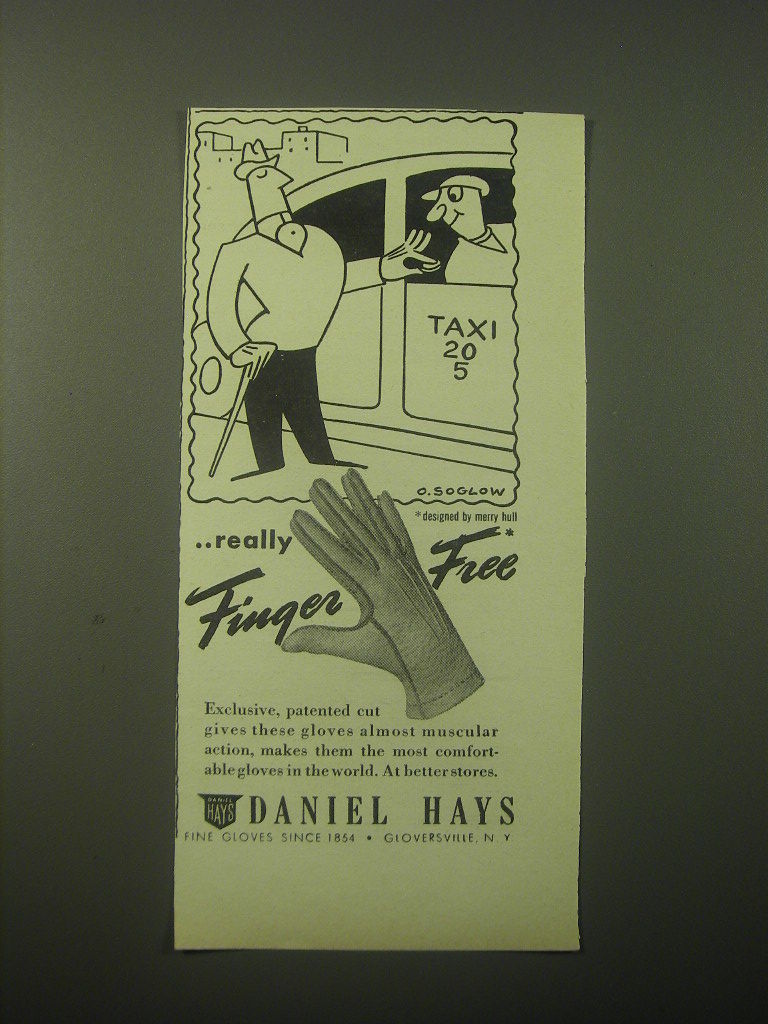 TAXI
20
5
O. SOGLOW
*designed by merry hull
..really
Finger Free*
Exclusive, patented cut
gives these gloves almost muscular
action, makes them the most comfort-
able gloves in the world. At better stores.
DANIEL
HAYS
DANIEL HAYS
FINE GLOVES SINCE 1854 • GLOVERSVILLE, N. Y.